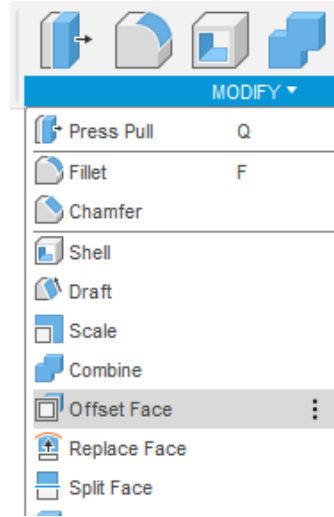 MODIFY
Press Pull Q
Fillet F
Chamfer
Shell
Draft
Scale
Combine
Offset Face
Replace Face
Split Face